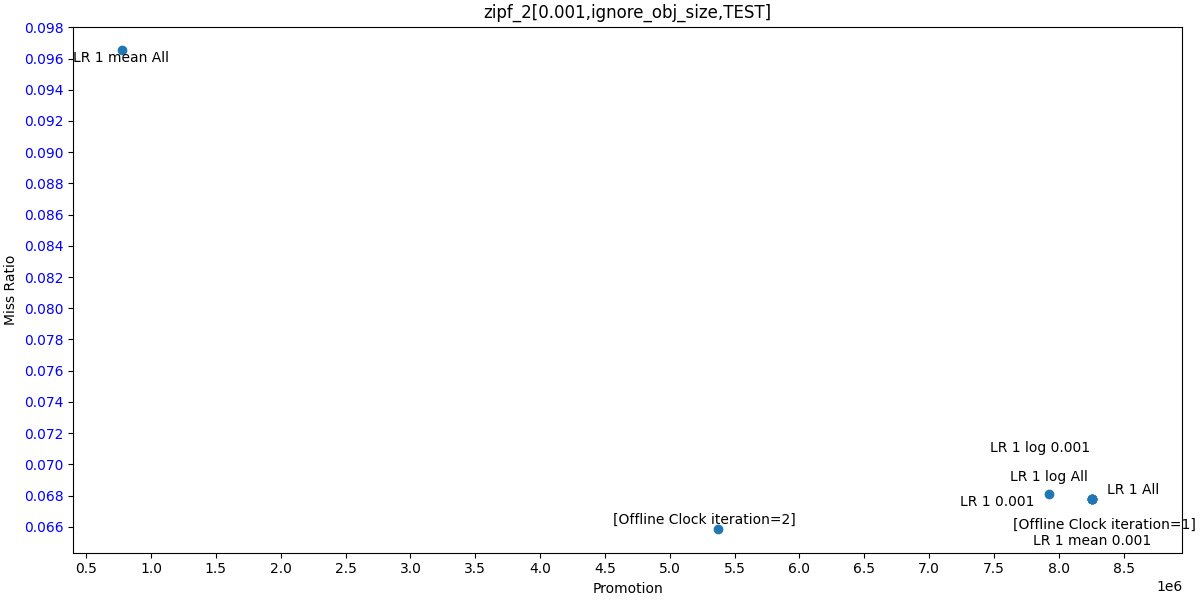 zipf_2[0.001,ignore_obj_size,TEST]
Miss Ratio
0.098
0.096
0.094
0.092
0.090
0.088
0.086
0.084
0.082
0.080
0.078
0.076
0.074
0.072
0.070
0.068
0.066
LR 1 mean All
LR 1 log 0.001
LR 1 log All
LR 1 All
LR 1 0.001
[Offline Clock iteration=2]
[Offline Clock iteration=1]
LR 1 mean 0.001
0.5 1.0 1.5 2.0 2.5 3.0 3.5 4.0 4.5 5.0 5.5 6.0 6.5 7.0 7.5 8.0 8.5
1e6
Promotion